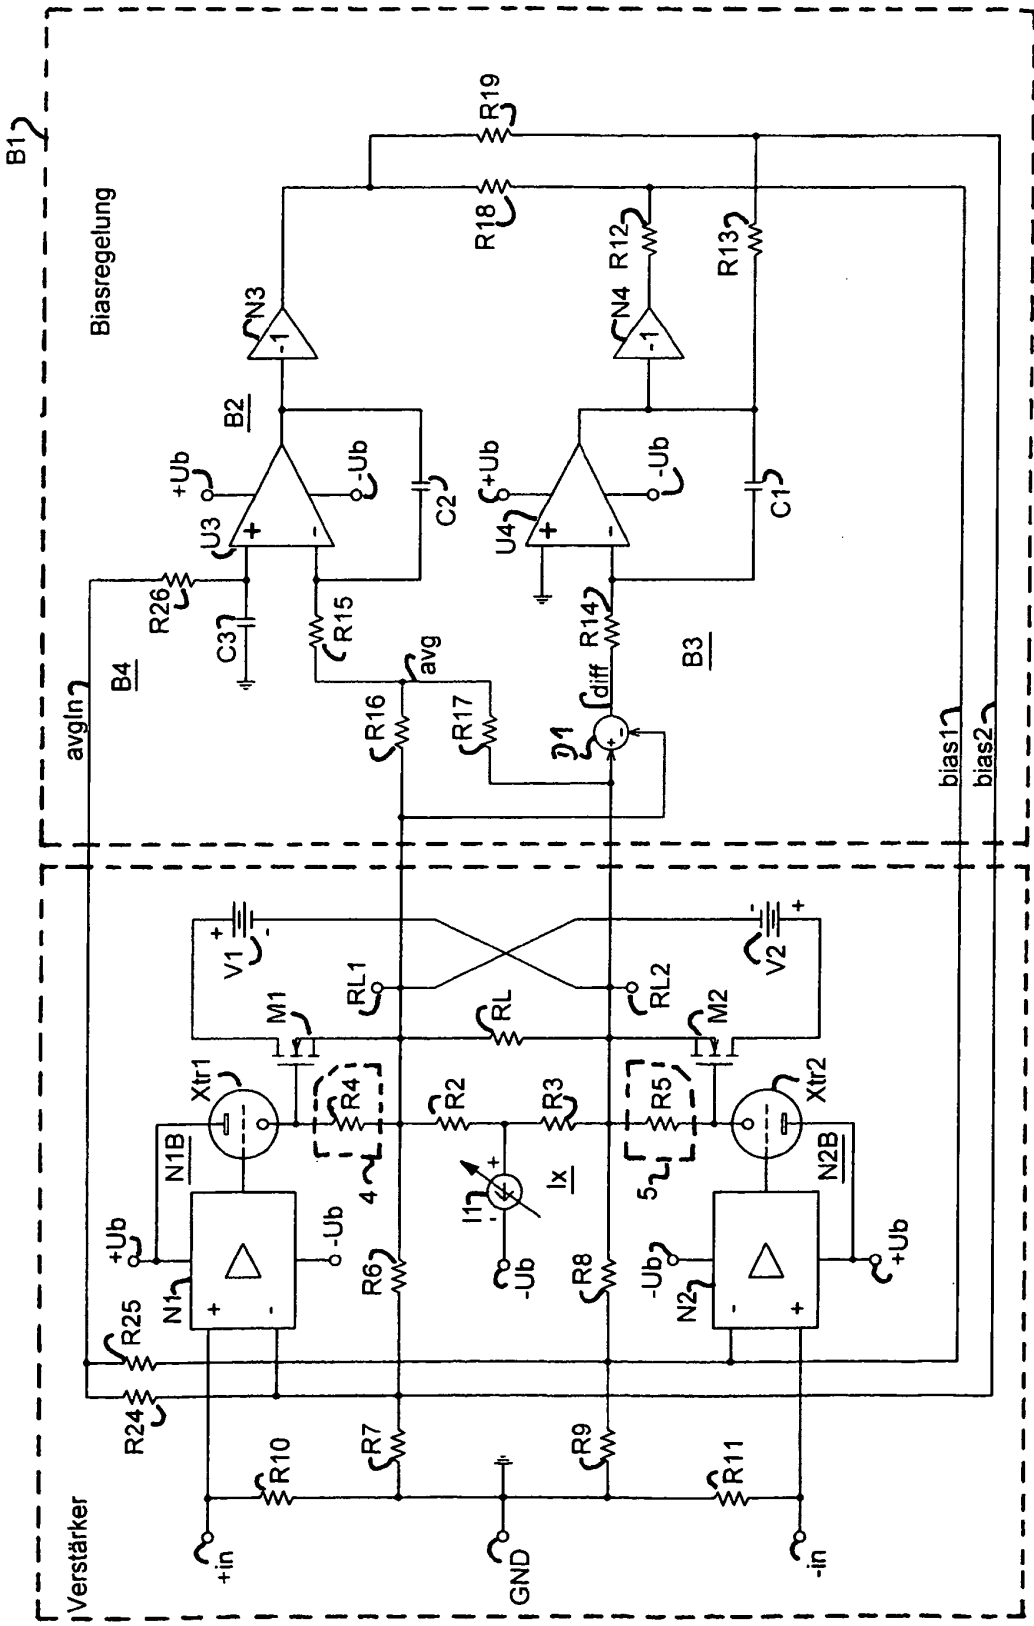 B1
Biasregelung
R19
R18
N3
-1
B2
+Ub
-Ub
U3
+
-
C2
R26
C3
R15
avgIn
B4
R16
avg
R17
R12
R13
N4
-1
+Ub
-Ub
U4
+
-
C1
R14
diff
B3
D1
+
-
bias1
bias2
Verstärker
V1
+
-
V2
-
+
RL1
RL2
M1
RL
M2
Xtr1
Xtr2
R4
4
R2
R3
R5
5
N1B
N2B
I1
+
-
Ix
-Ub
+Ub
-Ub
N1
+
-
R6
R8
-Ub
+Ub
N2
-
+
R25
R24
R7
R9
R10
R11
+in
GND
-in